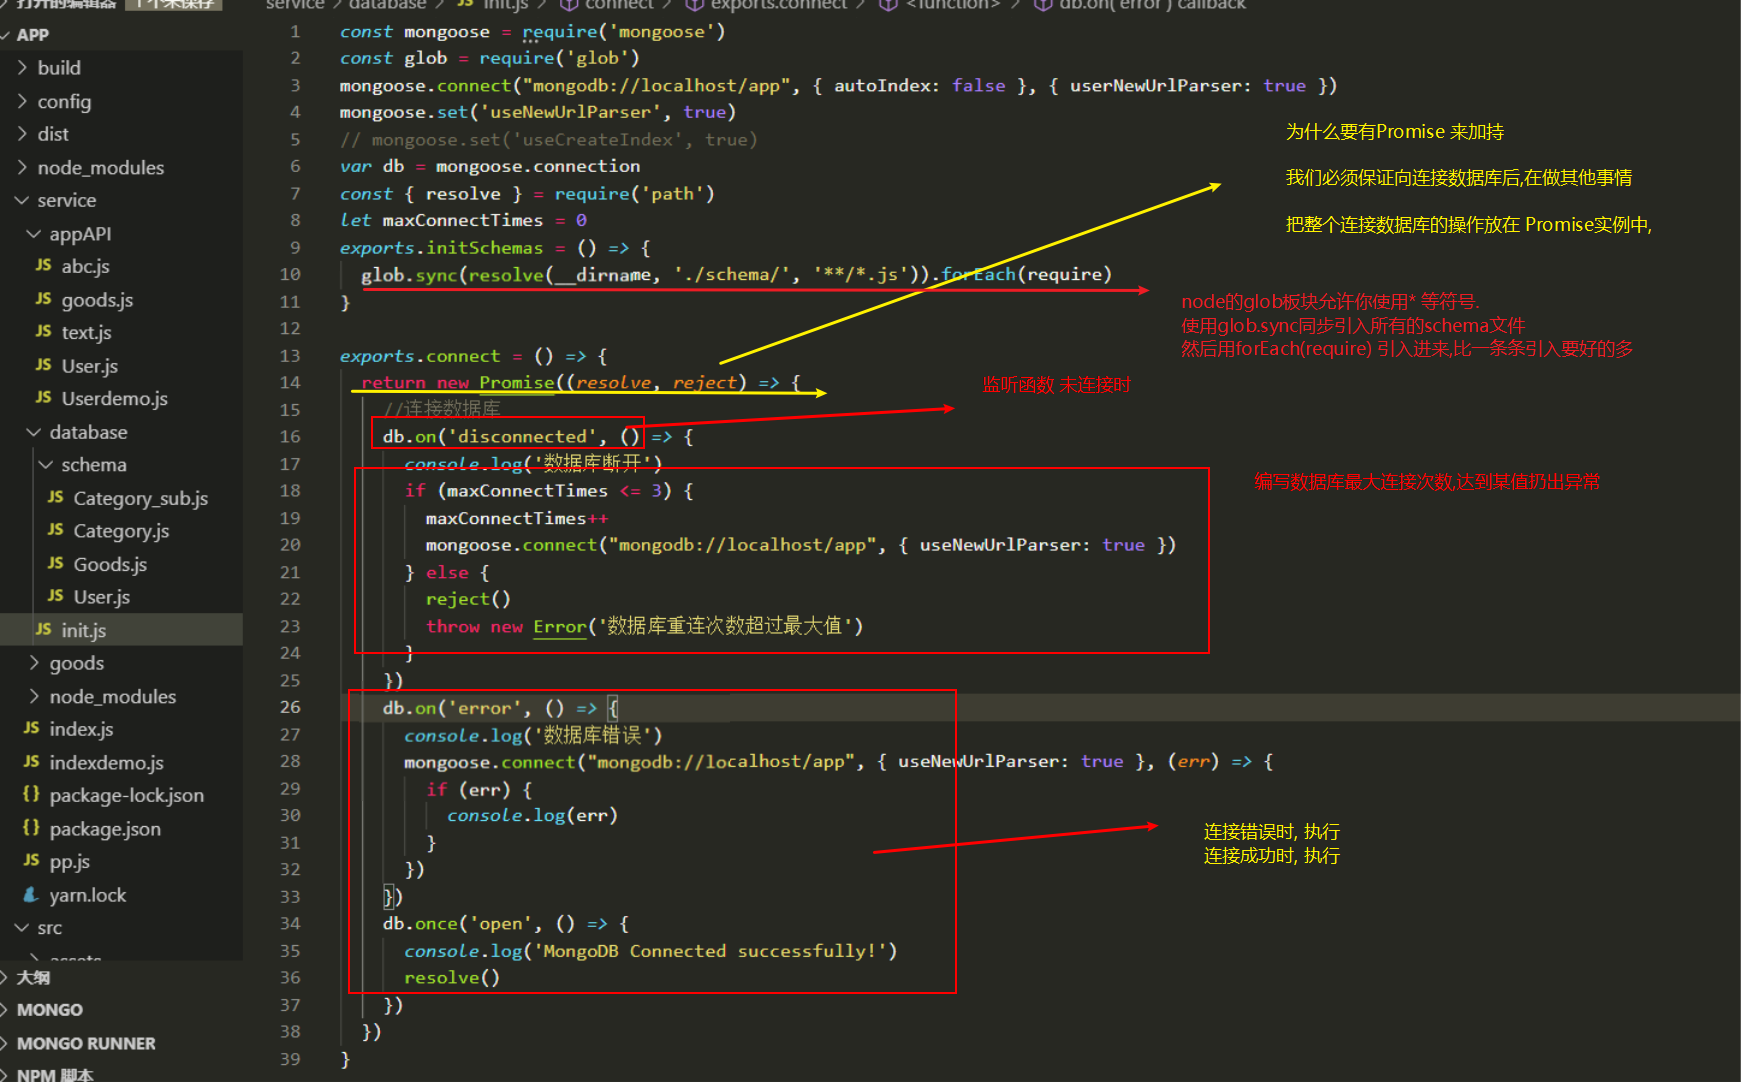 打开的编辑器 1 个未保存
APP
build
config
dist
node_modules
service
appAPI
abc.js
goods.js
text.js
User.js
Userdemo.js
database
schema
Category_sub.js
Category.js
Goods.js
User.js
init.js
goods
node_modules
index.js
indexdemo.js
package-lock.json
package.json
pp.js
yarn.lock
src
assets
大纲
MONGO
MONGO RUNNER
NPM 脚本
service > database > JS init.js > connect > exports.connect > <function> > db.on('error') callback
1 const mongoose = require('mongoose')
2 const glob = require('glob')
3 mongoose.connect("mongodb://localhost/app", { autoIndex: false }, { userNewUrlParser: true })
4 mongoose.set('useNewUrlParser', true)
5 // mongoose.set('useCreateIndex', true)
6 var db = mongoose.connection
7 const { resolve } = require('path')
8 let maxConnectTimes = 0
9 exports.initSchemas = () => {
10 glob.sync(resolve(__dirname, './schema/', '**/*.js')).forEach(require)
11 }
12
13 exports.connect = () => {
14 return new Promise((resolve, reject) => {
15 //连接数据库
16 db.on('disconnected', () => {
17 console.log('数据库断开')
18 if (maxConnectTimes <= 3) {
19 maxConnectTimes++
20 mongoose.connect("mongodb://localhost/app", { useNewUrlParser: true })
21 } else {
22 reject()
23 throw new Error('数据库重连次数超过最大值')
24 }
25 })
26 db.on('error', () => {
27 console.log('数据库错误')
28 mongoose.connect("mongodb://localhost/app", { useNewUrlParser: true }, (err) => {
29 if (err) {
30 console.log(err)
31 }
32 })
33 })
34 db.once('open', () => {
35 console.log('MongoDB Connected successfully!')
36 resolve()
37 })
38 })
39 }
为什么要有Promise 来加持
我们必须保证向连接数据库后,在做其他事情
把整个连接数据库的操作放在 Promise实例中,
node的glob板块允许你使用* 等符号.
使用glob.sync同步引入所有的schema文件
然后用forEach(require) 引入进来,比一条条引入要好的多
监听函数 未连接时
编写数据库最大连接次数,达到某值扔出异常
连接错误时, 执行
连接成功时, 执行